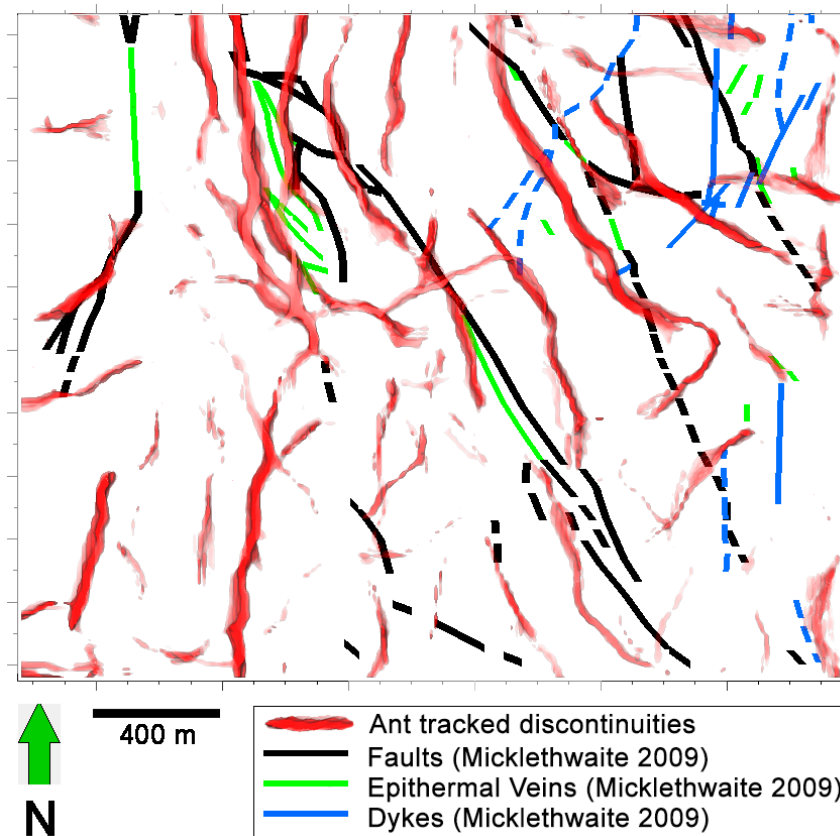 400 m
N
Ant tracked discontinuities
Faults (Micklethwaite 2009)
Epithermal Veins (Micklethwaite 2009)
Dykes (Micklethwaite 2009)